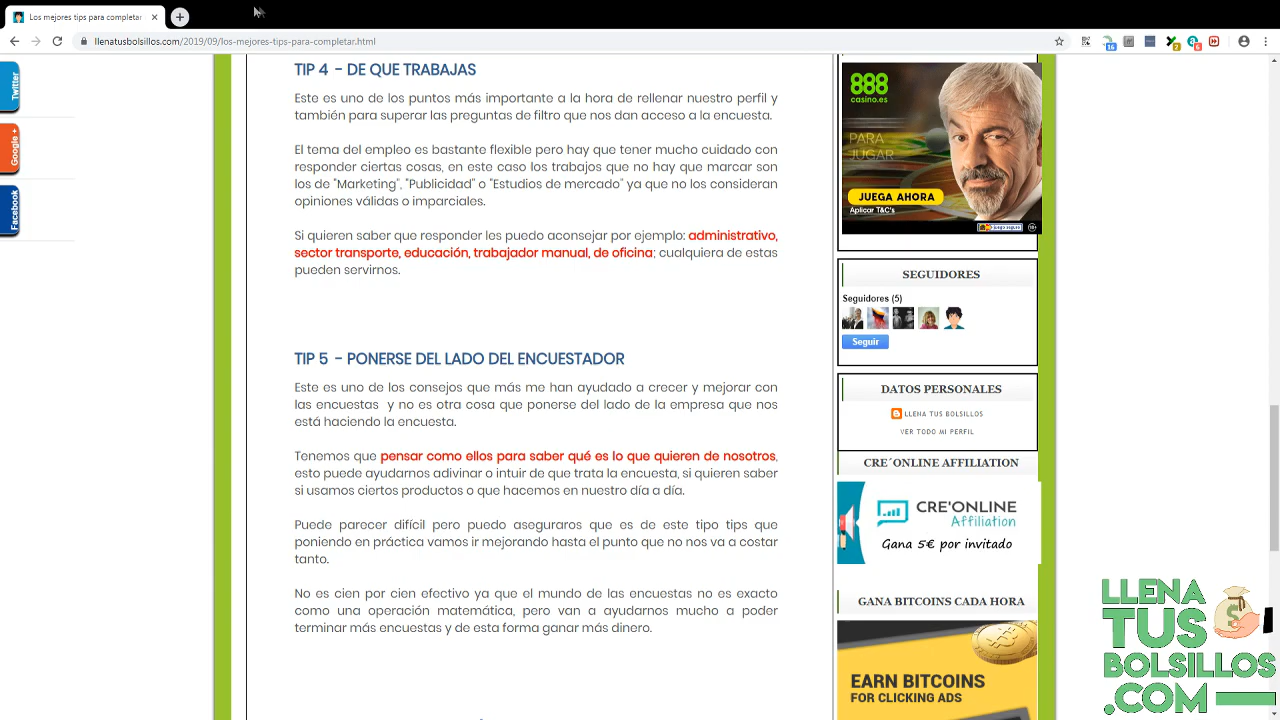 Los mejores tips para completar
llenatusbolsillos.com/2019/09/los-mejores-tips-para-completar.html
Twitter
Google +
Facebook
TIP 4 - DE QUE TRABAJAS
Este es uno de los puntos más importante a la hora de rellenar nuestro perfil y
también para superar las preguntas de filtro que nos dan acceso a la encuesta.
El tema del empleo es bastante flexible pero hay que tener mucho cuidado con
responder ciertas cosas, en este caso los trabajos que no hay que marcar son
los de "Marketing", "Publicidad" o "Estudios de mercado" ya que no los consideran
opiniones válidas o imparciales.
Si quieren saber que responder les puedo aconsejar por ejemplo: administrativo,
sector transporte, educación, trabajador manual, de oficina; cualquiera de estas
pueden servirnos.
TIP 5 - PONERSE DEL LADO DEL ENCUESTADOR
Este es uno de los consejos que más me han ayudado a crecer y mejorar con
las encuestas y no es otra cosa que ponerse del lado de la empresa que nos
está haciendo la encuesta.
Tenemos que pensar como ellos para saber qué es lo que quieren de nosotros,
esto puede ayudarnos adivinar o intuir de que trata la encuesta, si quieren saber
si usamos ciertos productos o que hacemos en nuestro día a día.
Puede parecer difícil pero puedo aseguraros que es de este tipo tips que
poniendo en práctica vamos ir mejorando hasta el punto que no nos va a costar
tanto.
No es cien por cien efectivo ya que el mundo de las encuestas no es exacto
como una operación matemática, pero van a ayudarnos mucho a poder
terminar más encuestas y de esta forma ganar más dinero.
888
casino.es
PARA
JUGAR
JUEGA AHORA
Aplicar T&C's
juego seguro
18+
SEGUIDORES
Seguidores (5)
Seguir
DATOS PERSONALES
LLENA TUS BOLSILLOS
VER TODO MI PERFIL
CRE´ONLINE AFFILIATION
CRE'ONLINE
Affiliation
Gana 5€ por invitado
GANA BITCOINS CADA HORA
EARN BITCOINS
FOR CLICKING ADS
LLENA
TUS
BOLSILLOS
.COM